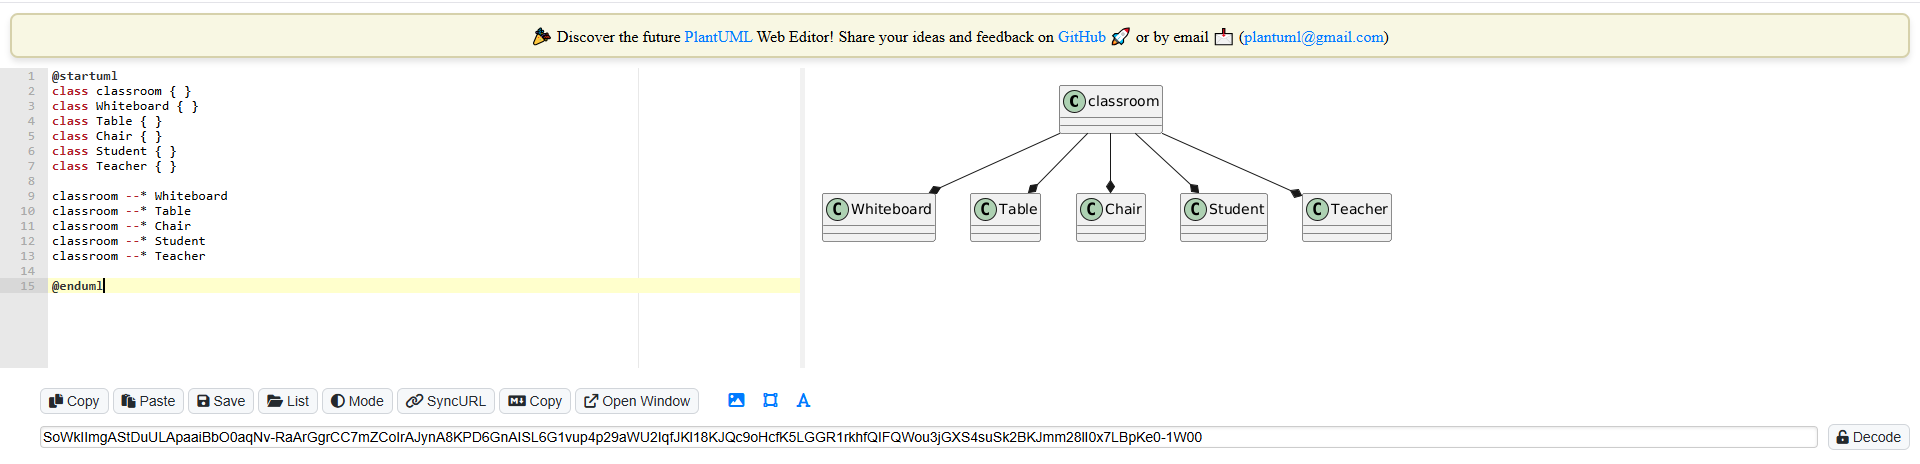 Discover the future PlantUML Web Editor! Share your ideas and feedback on GitHub 🚀 or by email 📩 (plantuml@gmail.com)
1 @startuml
2 class classroom { }
3 class Whiteboard { }
4 class Table { }
5 class Chair { }
6 class Student { }
7 class Teacher { }
8
9 classroom --* Whiteboard
10 classroom --* Table
11 classroom --* Chair
12 classroom --* Student
13 classroom --* Teacher
14
15 @enduml
C classroom
C Whiteboard C Table C Chair C Student C Teacher
Copy Paste Save List Mode SyncURL Copy Open Window A
Decode